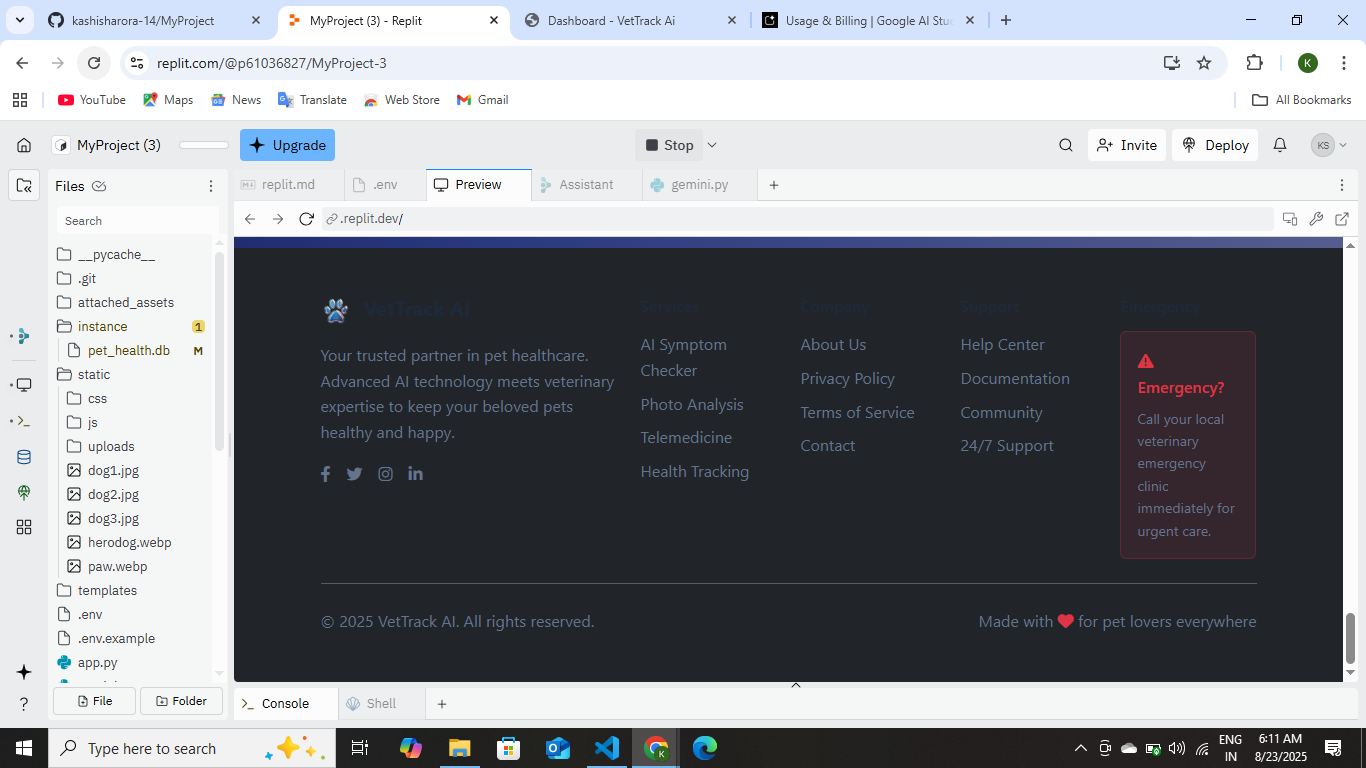 kashisharora-14/MyProject
MyProject (3) - Replit
Dashboard - VetTrack Ai
Usage & Billing | Google AI Stu
replit.com/@p61036827/MyProject-3
K
YouTube
Maps
News
Translate
Web Store
Gmail
All Bookmarks
MyProject (3)
Upgrade
Stop
Invite
Deploy
KS
Files
replit.md
.env
Preview
Assistant
gemini.py
Search
.replit.dev/
__pycache__
.git
attached_assets
instance
1
pet_health.db
M
static
css
js
uploads
dog1.jpg
dog2.jpg
dog3.jpg
herodog.webp
paw.webp
templates
.env
.env.example
app.py
File
Folder
VetTrack AI
Your trusted partner in pet healthcare.
Advanced AI technology meets veterinary
expertise to keep your beloved pets
healthy and happy.
Services
AI Symptom
Checker
Photo Analysis
Telemedicine
Health Tracking
Company
About Us
Privacy Policy
Terms of Service
Contact
Support
Help Center
Documentation
Community
24/7 Support
Emergency
Emergency?
Call your local
veterinary
emergency
clinic
immediately for
urgent care.
© 2025 VetTrack AI. All rights reserved.
Made with ❤ for pet lovers everywhere
Console
Shell
Type here to search
ENG
IN
6:11 AM
8/23/2025